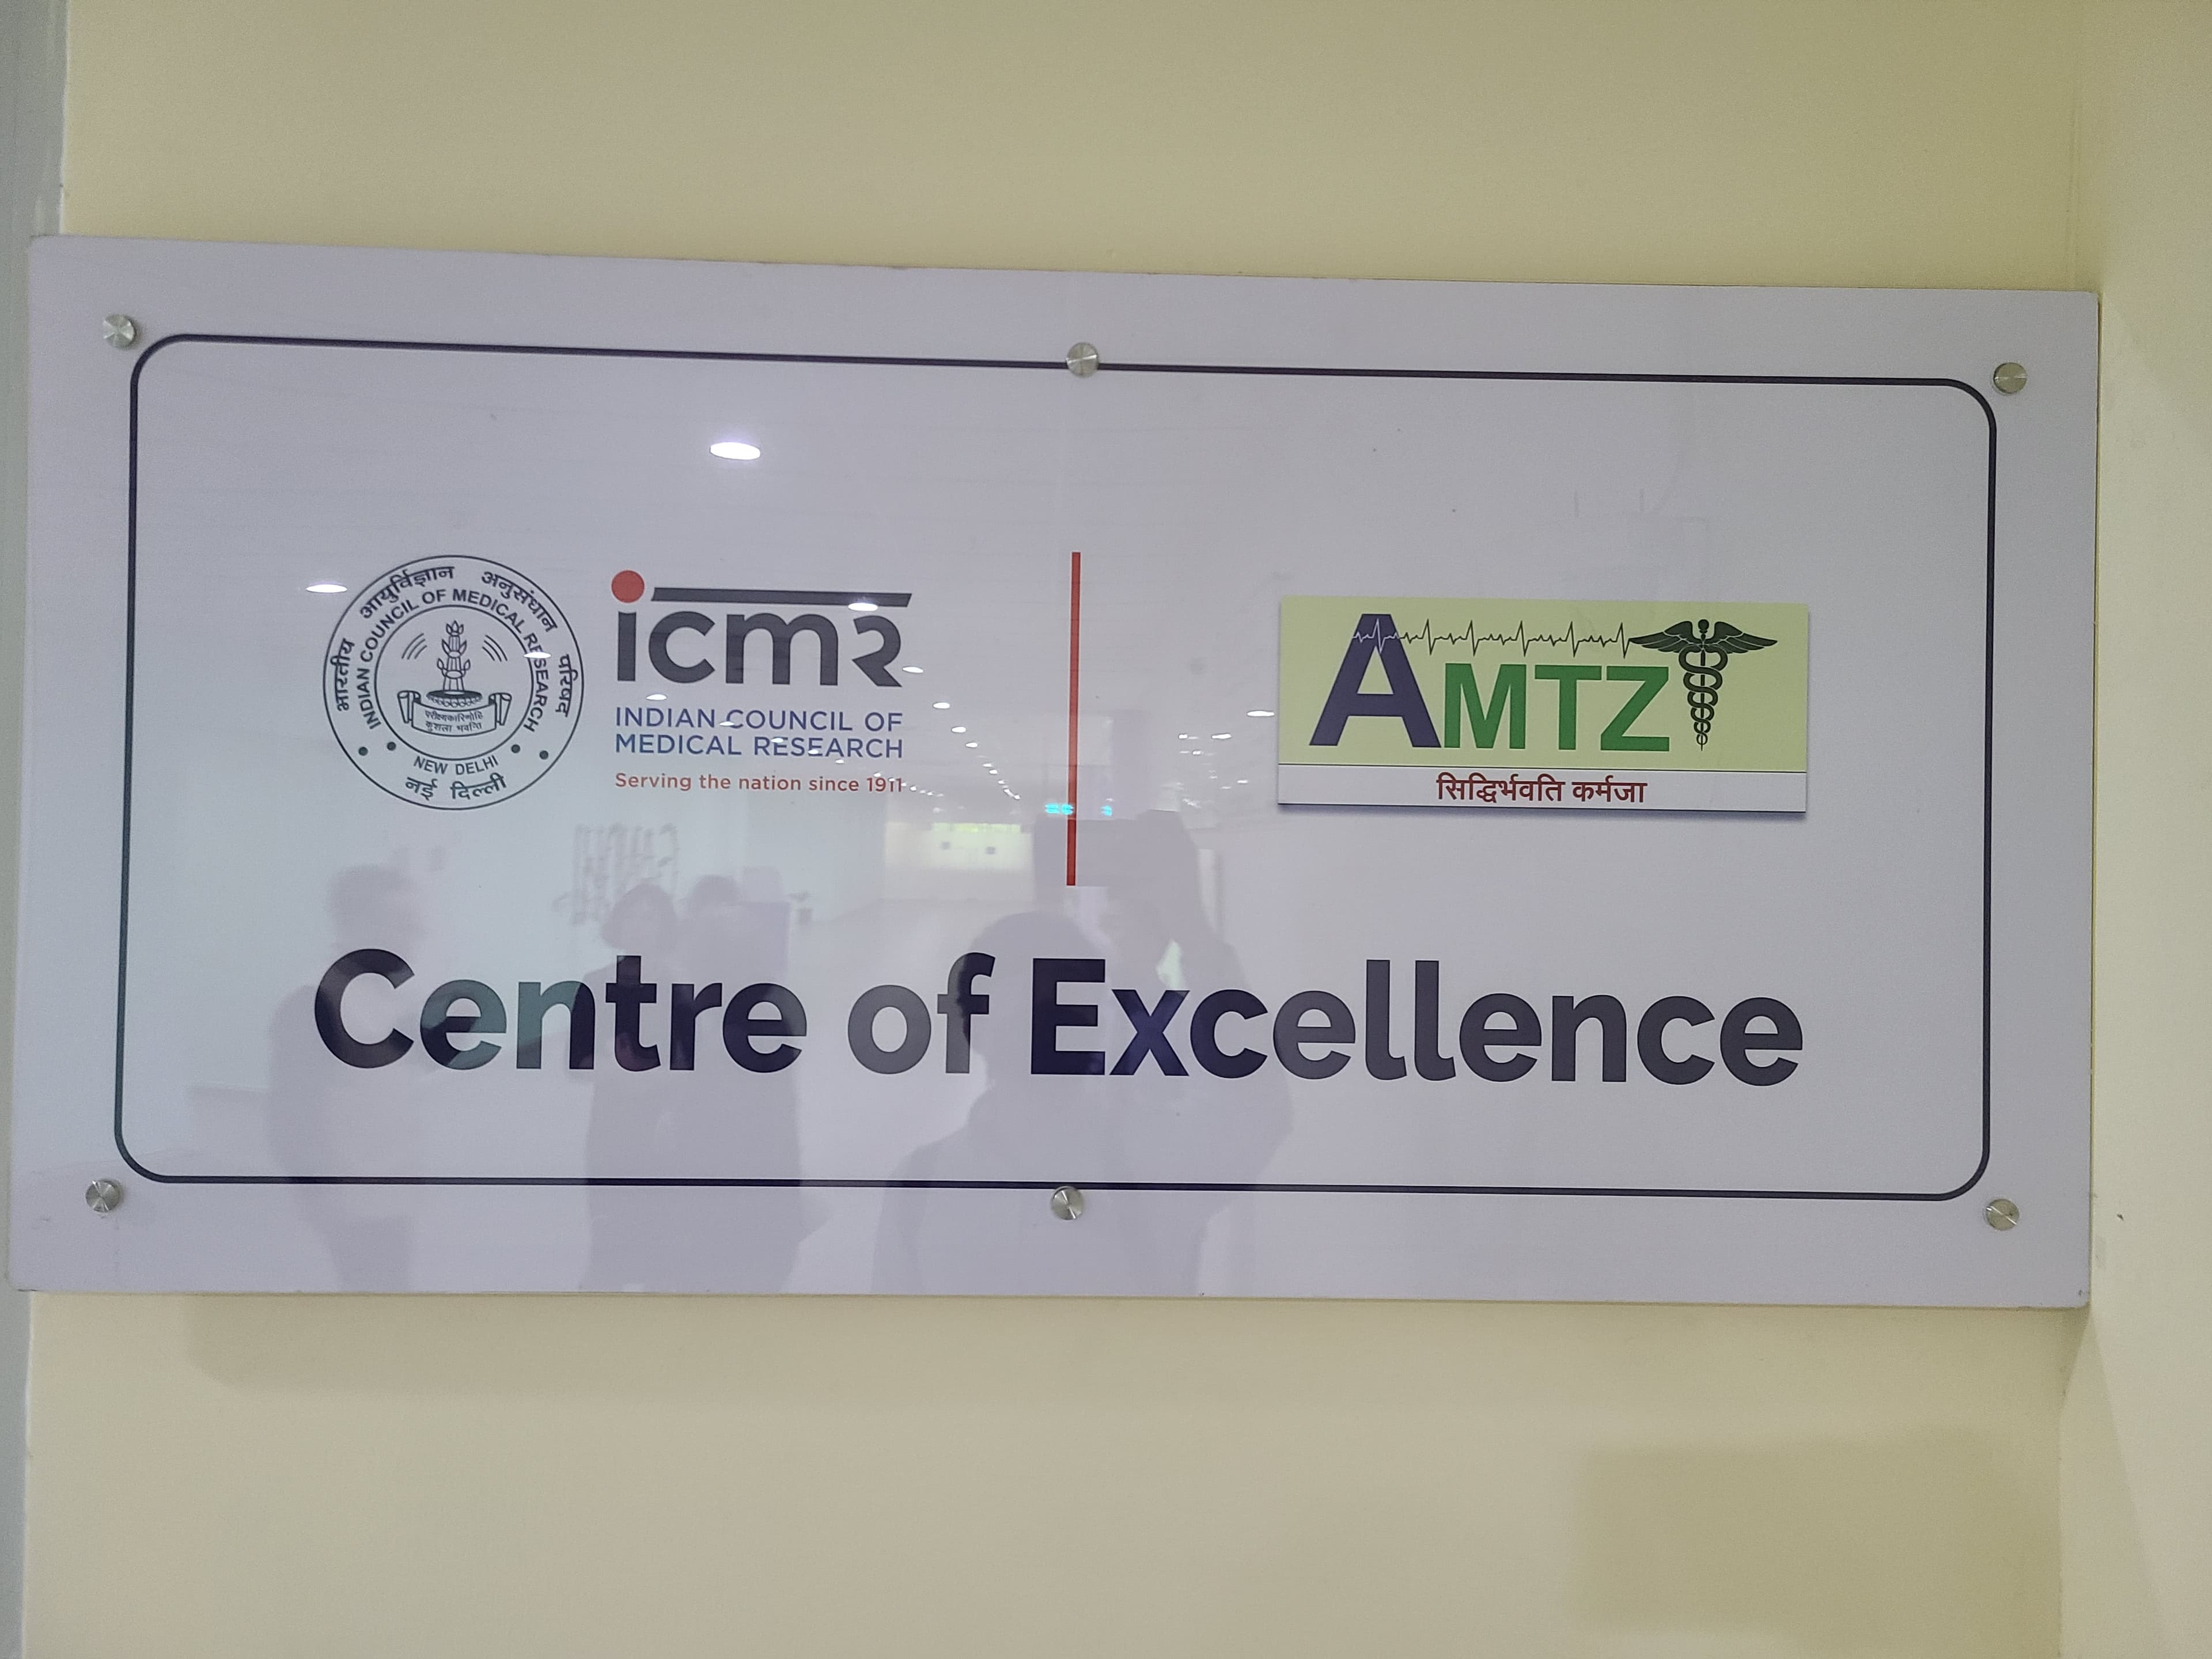 भारतीय आयुर्विज्ञान अनुसंधान परिषद
INDIAN COUNCIL OF MEDICAL RESEARCH
NEW DELHI
नई दिल्ली
icmr
INDIAN COUNCIL OF
MEDICAL RESEARCH
Serving the nation since 1911
AMTZ
सिद्धिर्भवति कर्मजा
Centre of Excellence